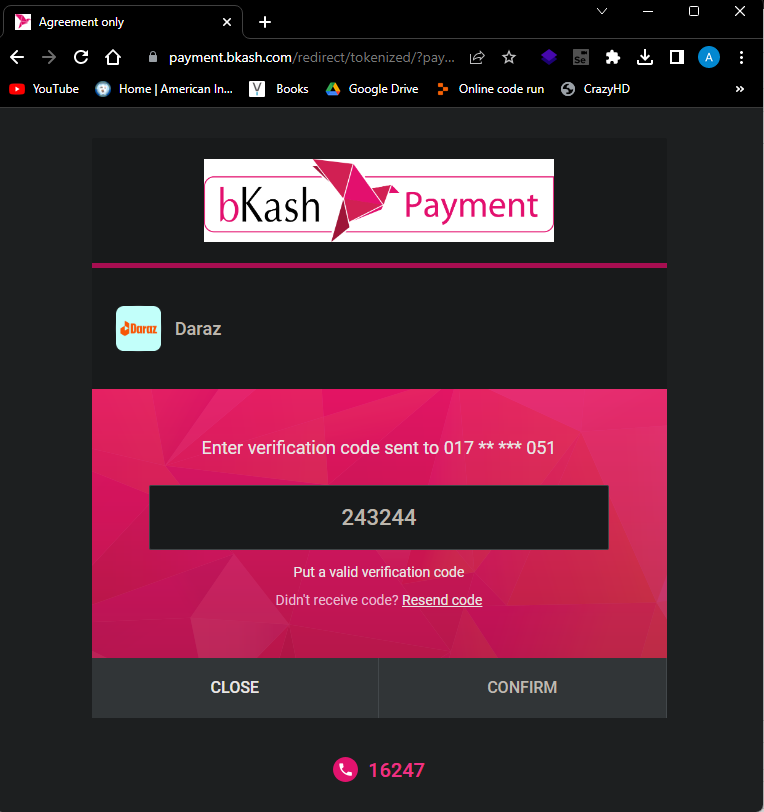 Agreement only
payment.bkash.com/redirect/tokenized/?pay...
Se
A
YouTube
Home | American In...
Books
Google Drive
Online code run
CrazyHD
»
bKash Payment
Daraz
Daraz
Enter verification code sent to 017 ** *** 051
243244
Put a valid verification code
Didn't receive code? Resend code
CLOSE
CONFIRM
16247